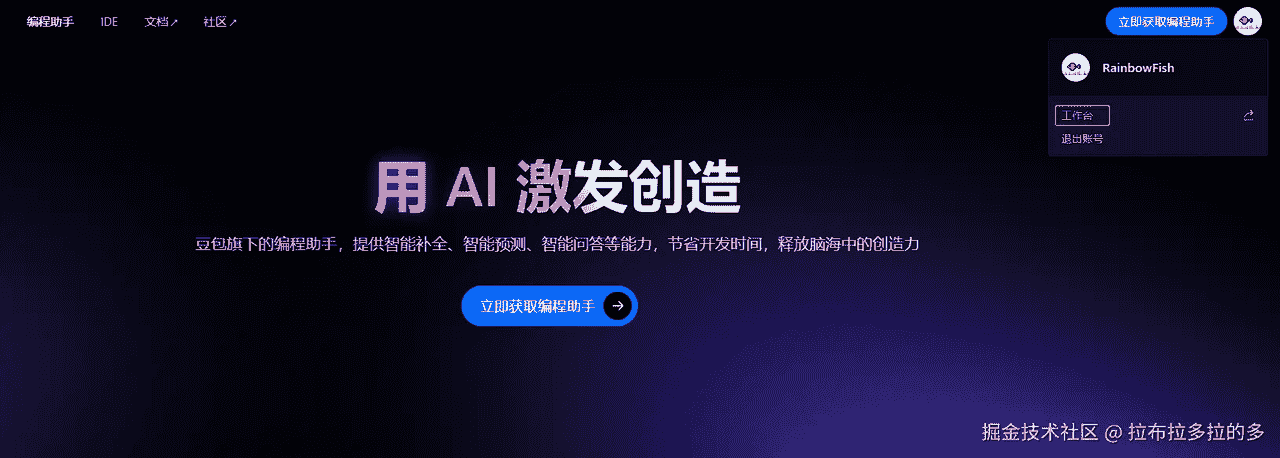 编程助手 IDE 文档↗ 社区↗ 立即获取编程助手
RainbowFish
工作台
退出账号
用 AI 激发创造
豆包旗下的编程助手，提供智能补全、智能预测、智能问答等能力，节省开发时间，释放脑海中的创造力
立即获取编程助手 →
掘金技术社区 @ 拉布拉多拉的多